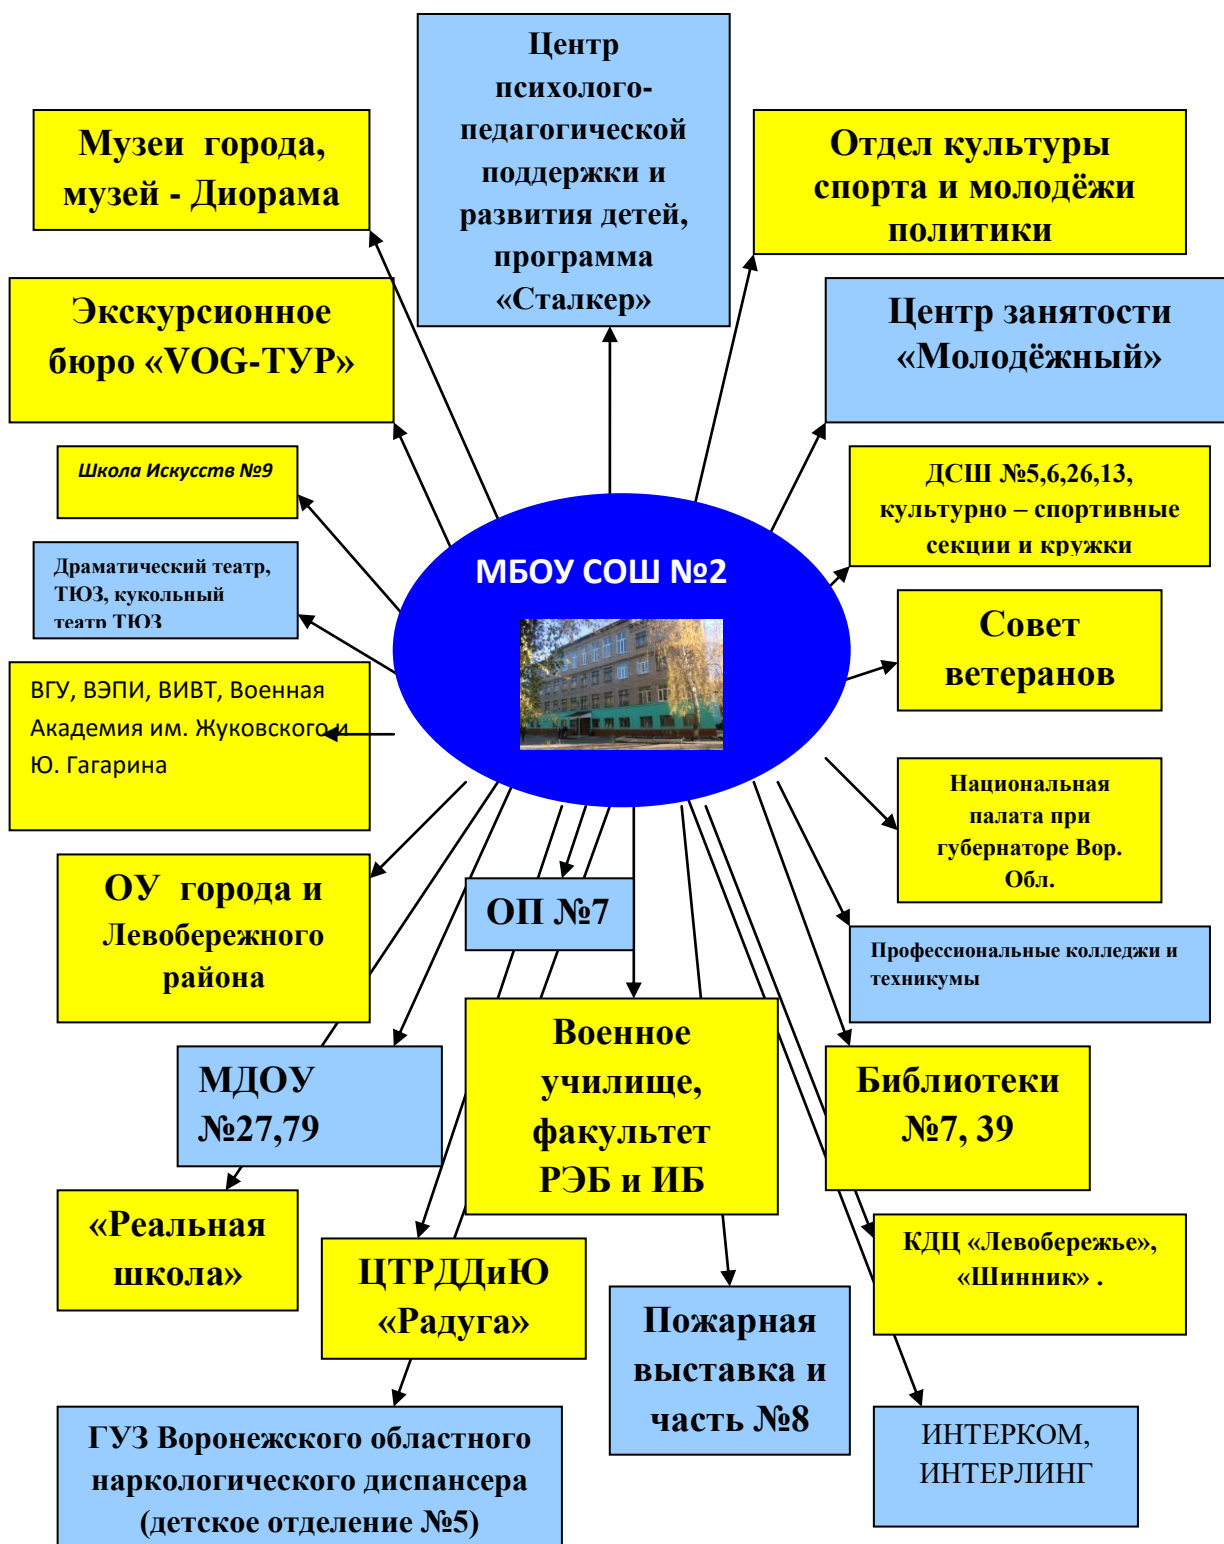 Центр
психолого-
педагогической
поддержки и
развития детей,
программа
«Сталкер»
Музеи города,
музей - Диорама
Отдел культуры
спорта и молодёжи
политики
Экскурсионное
бюро «VOG-ТУР»
Центр занятости
«Молодёжный»
Школа Искусств №9
ДСШ №5,6,26,13,
культурно – спортивные
секции и кружки
Драматический театр,
ТЮЗ, кукольный
театр ТЮЗ
МБОУ СОШ №2
Совет
ветеранов
ВГУ, ВЭПИ, ВИВТ, Военная
Академия им. Жуковского и
Ю. Гагарина
Национальная
палата при
губернаторе Вор.
Обл.
ОУ города и
Левобережного
района
ОП №7
Профессиональные колледжи и
техникумы
МДОУ
№27,79
Военное
училище,
факультет
РЭБ и ИБ
Библиотеки
№7, 39
«Реальная
школа»
ЦТРДДиЮ
«Радуга»
КДЦ «Левобережье»,
«Шинник» .
Пожарная
выставка и
часть №8
ГУЗ Воронежского областного
наркологического диспансера
(детское отделение №5)
ИНТЕРКОМ,
ИНТЕРЛИНГ